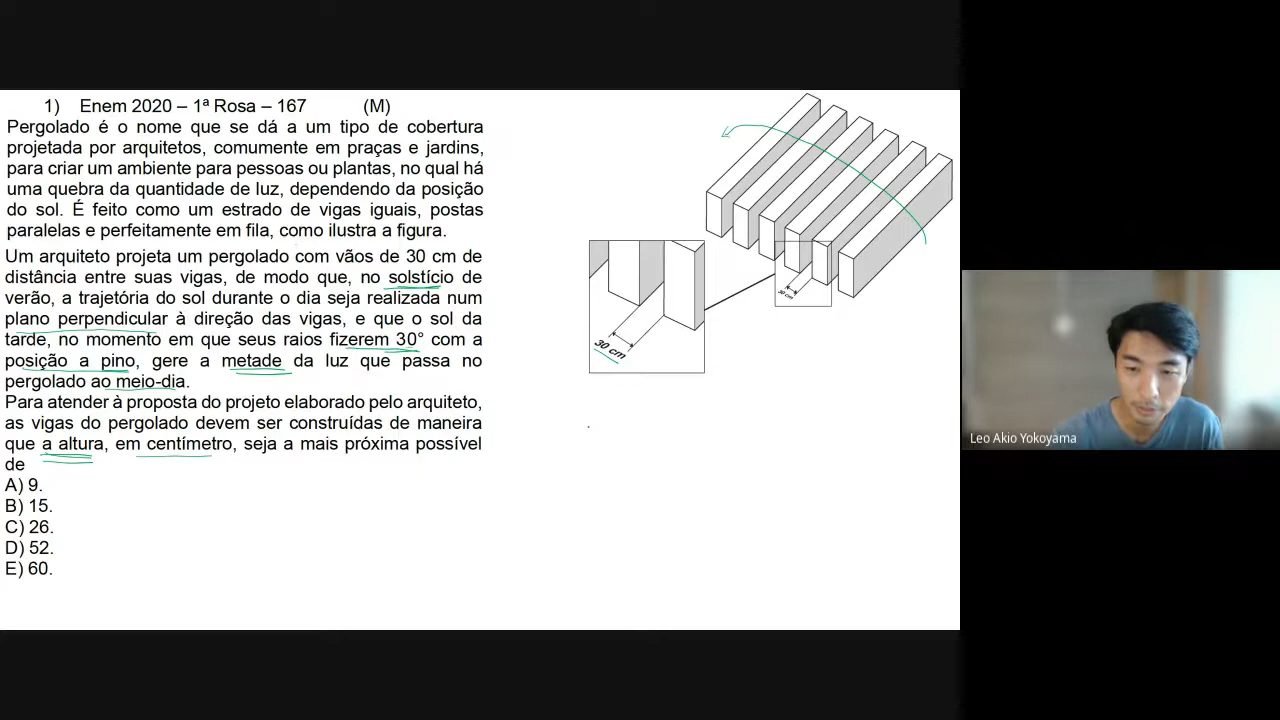 1) Enem 2020 – 1ª Rosa – 167 (M)
Pergolado é o nome que se dá a um tipo de cobertura
projetada por arquitetos, comumente em praças e jardins,
para criar um ambiente para pessoas ou plantas, no qual há
uma quebra da quantidade de luz, dependendo da posição
do sol. É feito como um estrado de vigas iguais, postas
paralelas e perfeitamente em fila, como ilustra a figura.
Um arquiteto projeta um pergolado com vãos de 30 cm de
distância entre suas vigas, de modo que, no solstício de
verão, a trajetória do sol durante o dia seja realizada num
plano perpendicular à direção das vigas, e que o sol da
tarde, no momento em que seus raios fizerem 30° com a
posição a pino, gere a metade da luz que passa no
pergolado ao meio-dia.
Para atender à proposta do projeto elaborado pelo arquiteto,
as vigas do pergolado devem ser construídas de maneira
que a altura, em centímetro, seja a mais próxima possível
de
A) 9.
B) 15.
C) 26.
D) 52.
E) 60.
30 cm
30 cm
Leo Akio Yokoyama